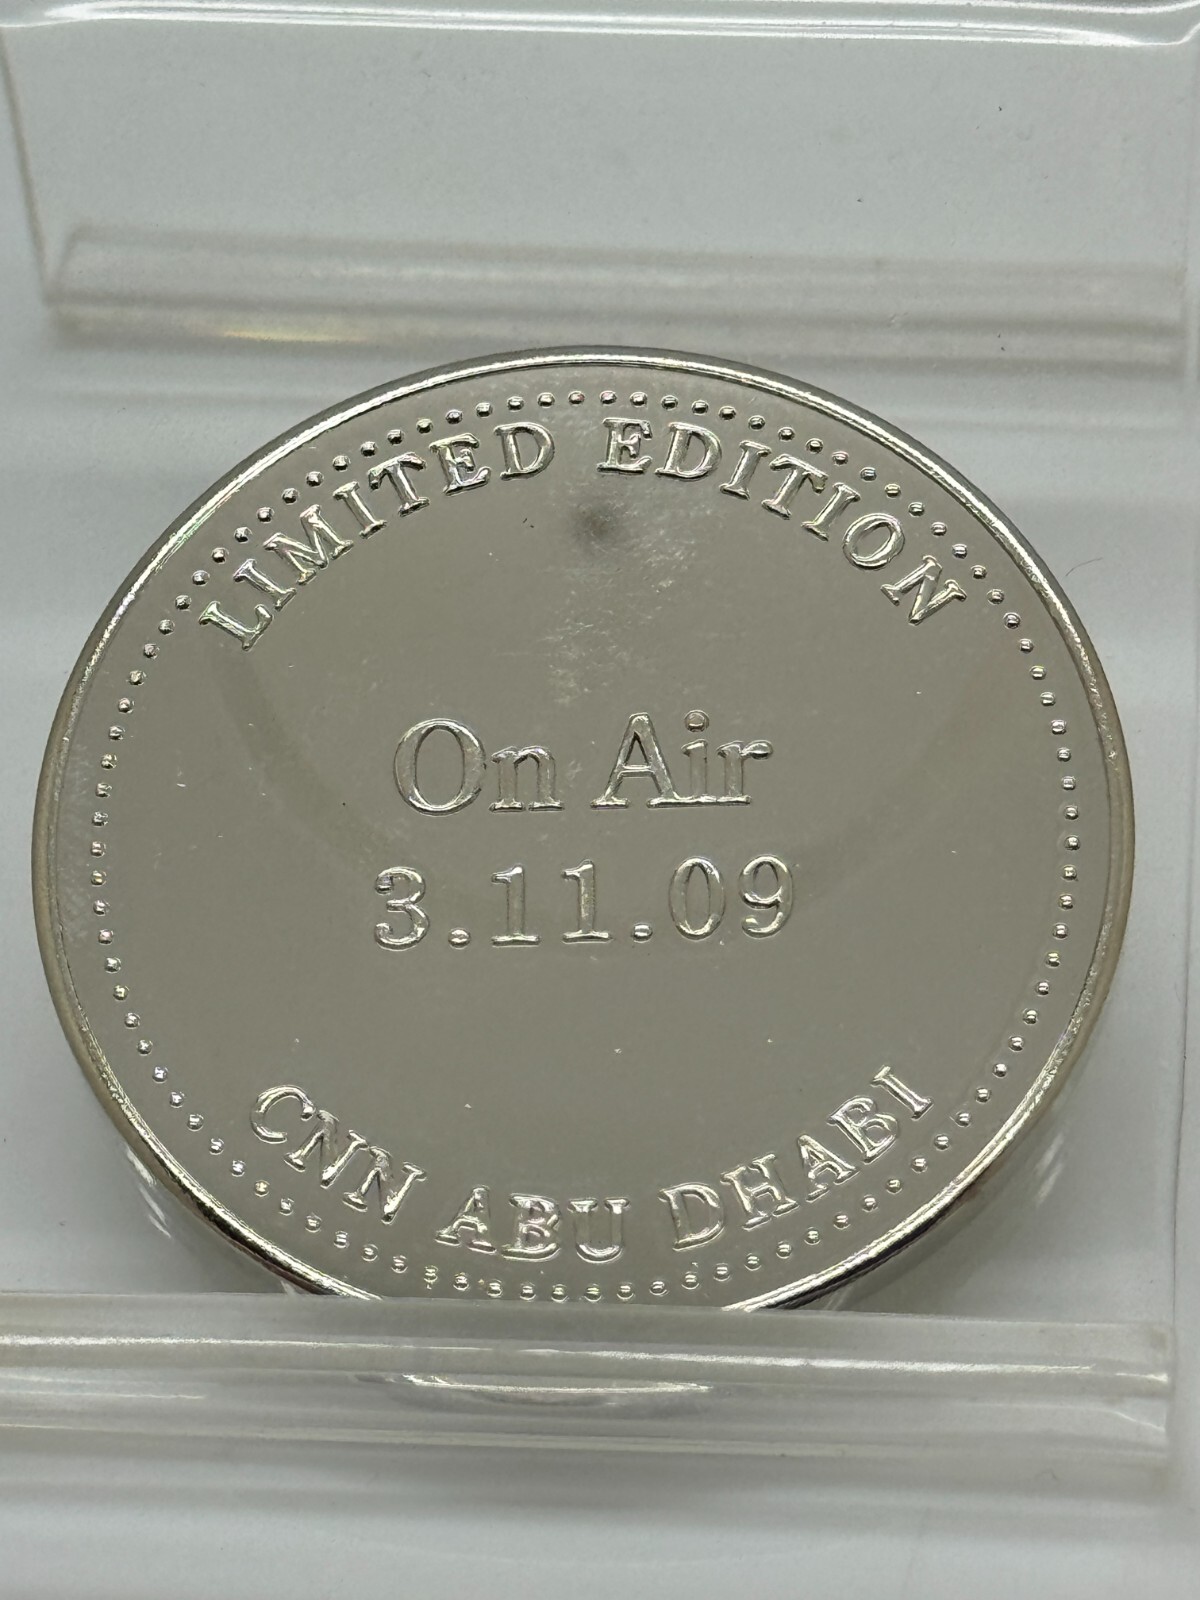 LIMITED EDITION
On Air
3.11.09
CNN ABU DHABI